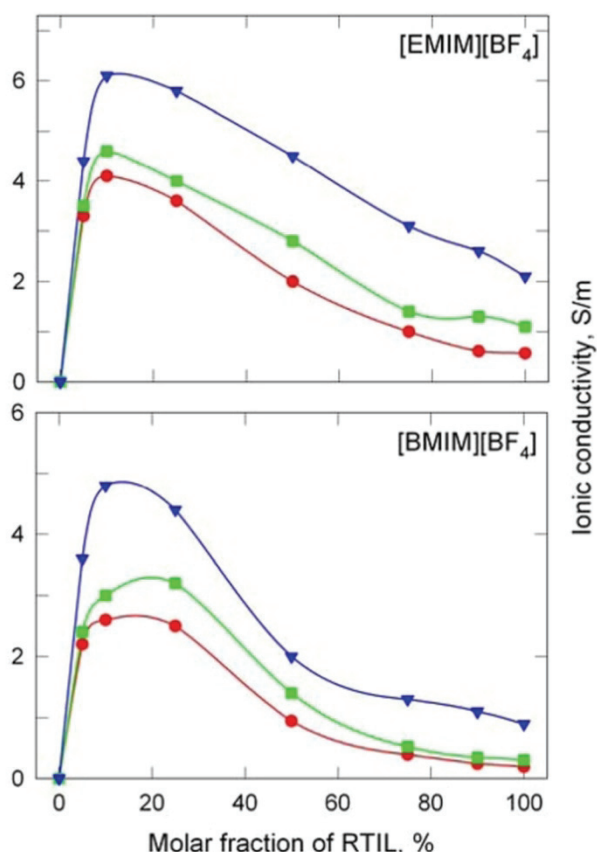 [EMIM][BF4]
6
4
2
0
Ionic conductivity, S/m
6
[BMIM][BF4]
4
2
0
0 20 40 60 80 100
Molar fraction of RTIL, %